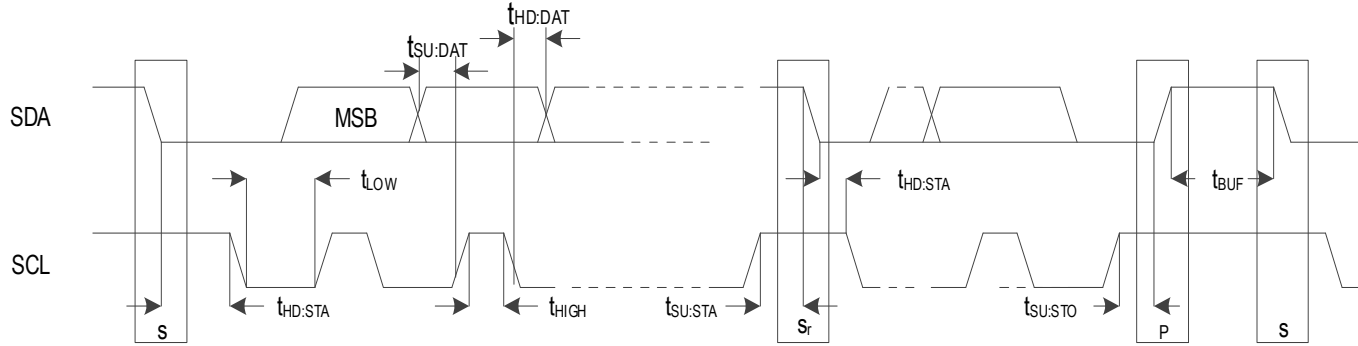 tHD:DAT
tSU:DAT
SDA
MSB
tLOW
tHD:STA
tBUF
SCL
tHD:STA
tHIGH
tSU:STA
tSU:STO
S
Sr
P
S